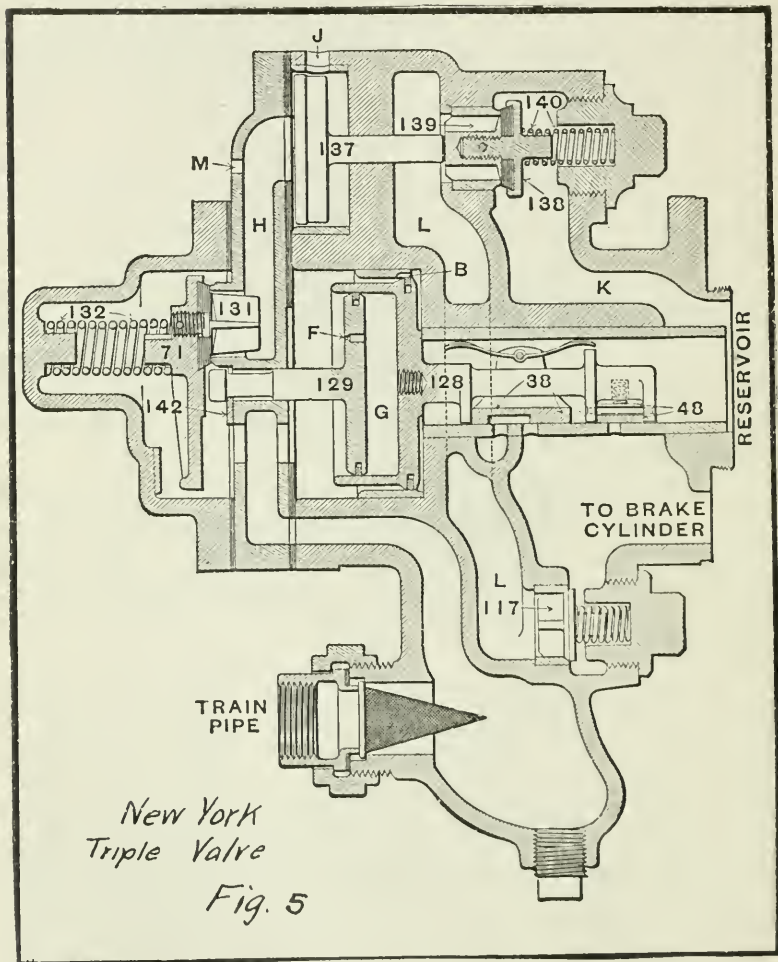 J
139
140
137
M
138
H
L
B
K
132
131
71
F
129
G
128
38
48
142
RESERVOIR
TO BRAKE
CYLINDER
L
117
TRAIN
PIPE
New York
Triple Valve
Fig. 5